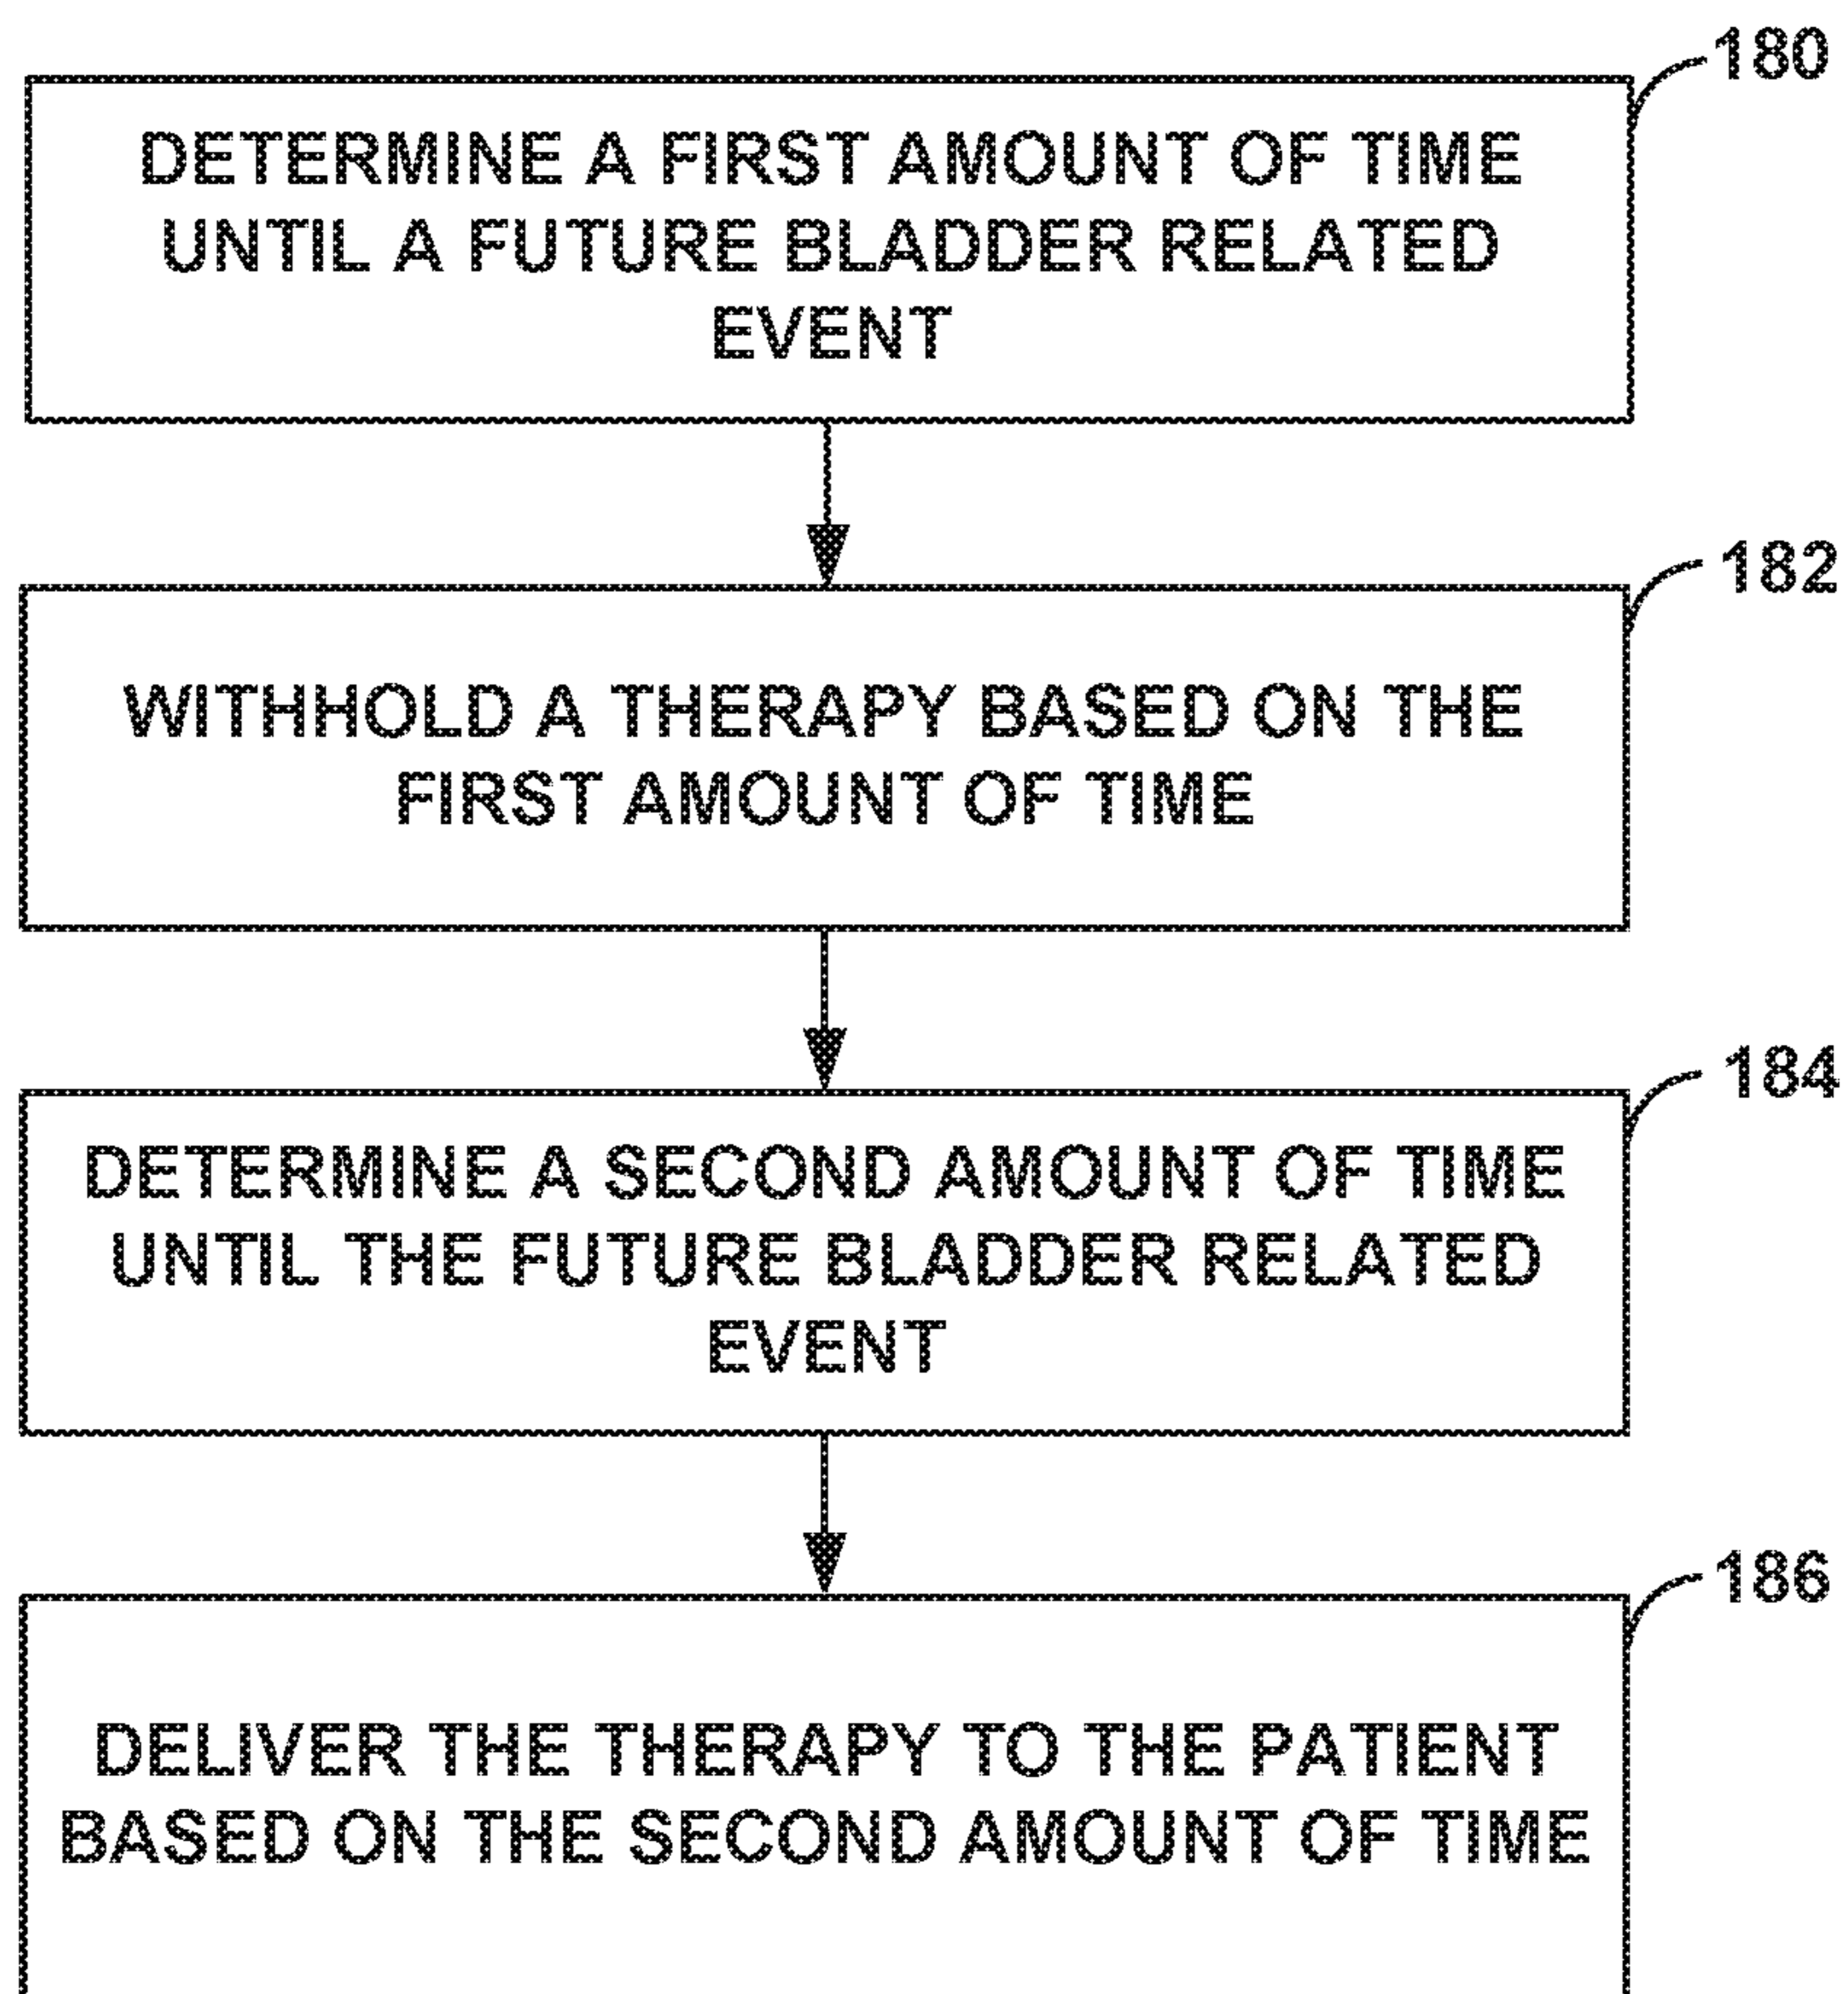 180
DETERMINE A FIRST AMOUNT OF TIME
UNTIL A FUTURE BLADDER RELATED
EVENT
182
WITHHOLD A THERAPY BASED ON THE
FIRST AMOUNT OF TIME
184
DETERMINE A SECOND AMOUNT OF TIME
UNTIL THE FUTURE BLADDER RELATED
EVENT
186
DELIVER THE THERAPY TO THE PATIENT
BASED ON THE SECOND AMOUNT OF TIME